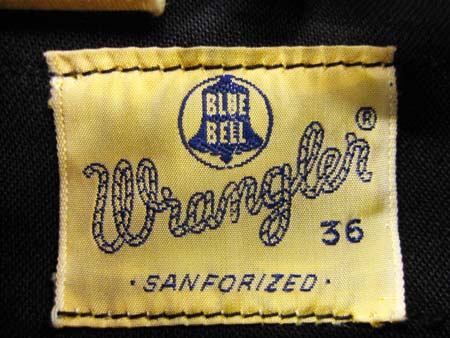 BLUE
BELL
Wrangler®
36
· SANFORIZED ·